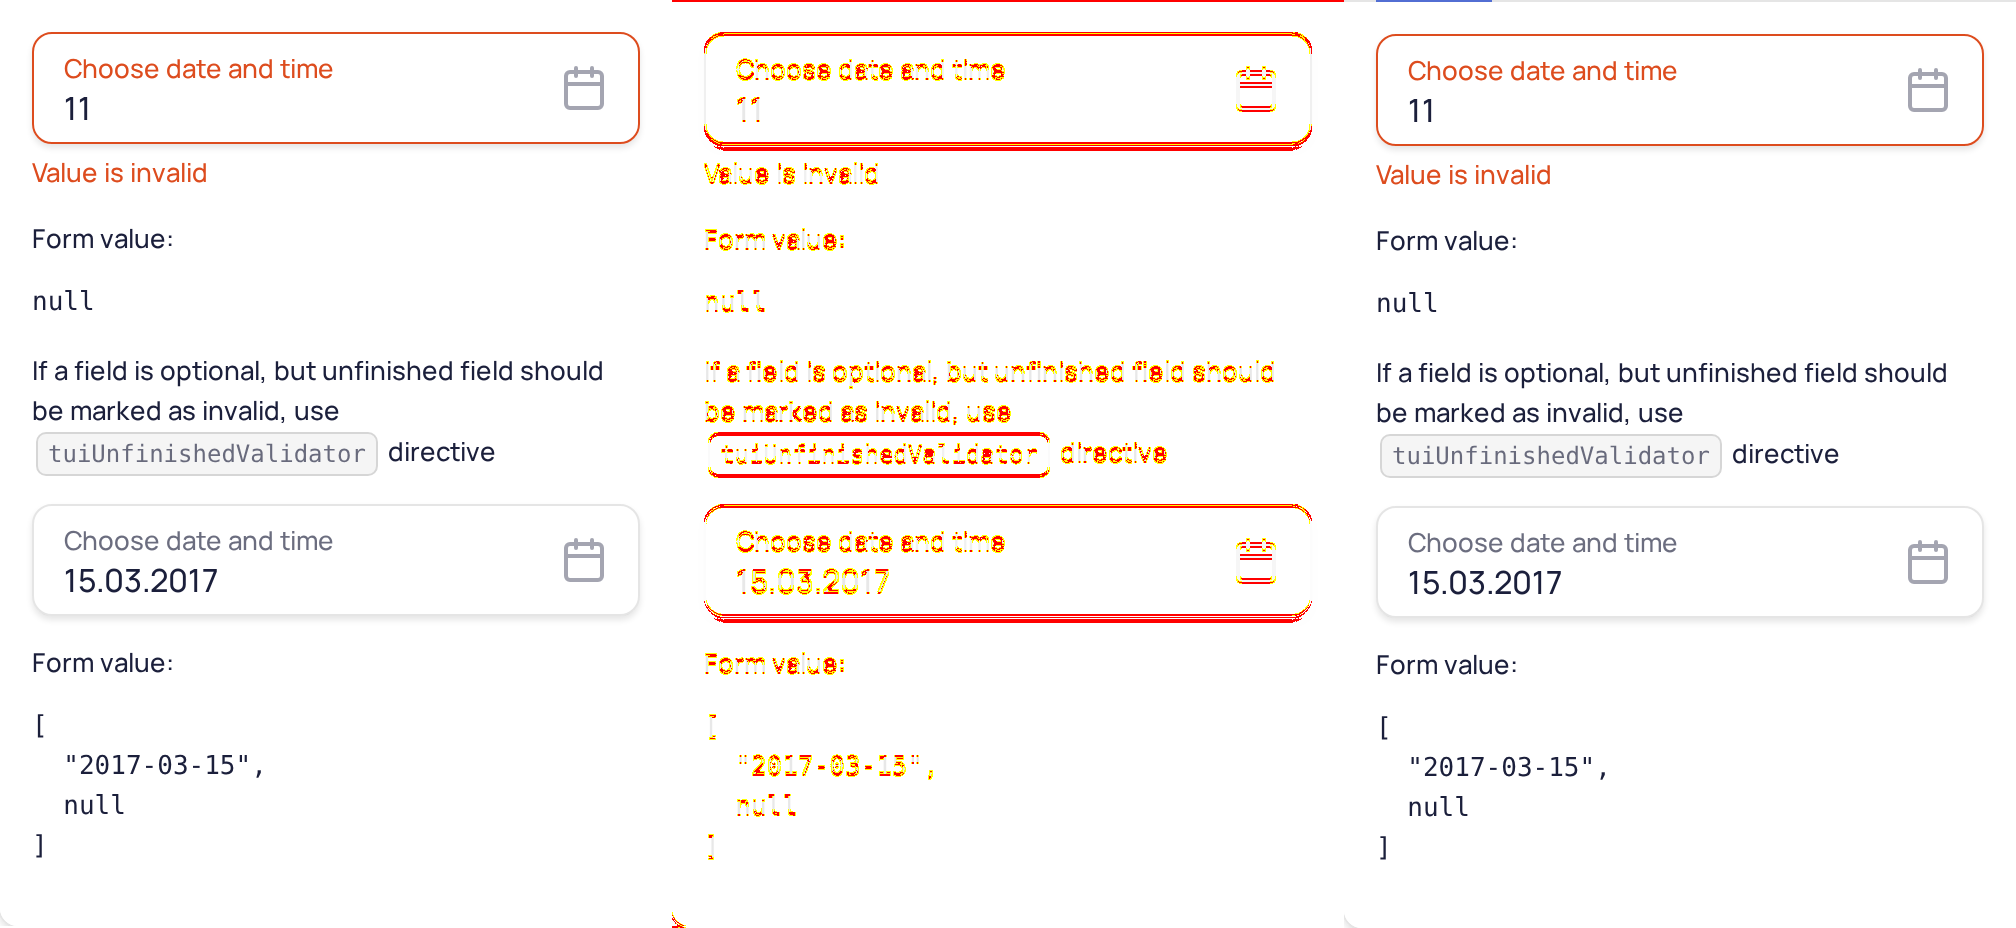 Choose date and time
11
Value is invalid
Form value:
null
If a field is optional, but unfinished field should
be marked as invalid, use
tuiUnfinishedValidator directive
Choose date and time
15.03.2017
Form value:
[
"2017-03-15",
null
]
Choose date and time
11
Value is invalid
Form value:
null
If a field is optional, but unfinished field should
be marked as invalid, use
tuiUnfinishedValidator directive
Choose date and time
15.03.2017
Form value:
[
"2017-03-15",
null
]
Choose date and time
11
Value is invalid
Form value:
null
If a field is optional, but unfinished field should
be marked as invalid, use
tuiUnfinishedValidator directive
Choose date and time
15.03.2017
Form value:
[
"2017-03-15",
null
]